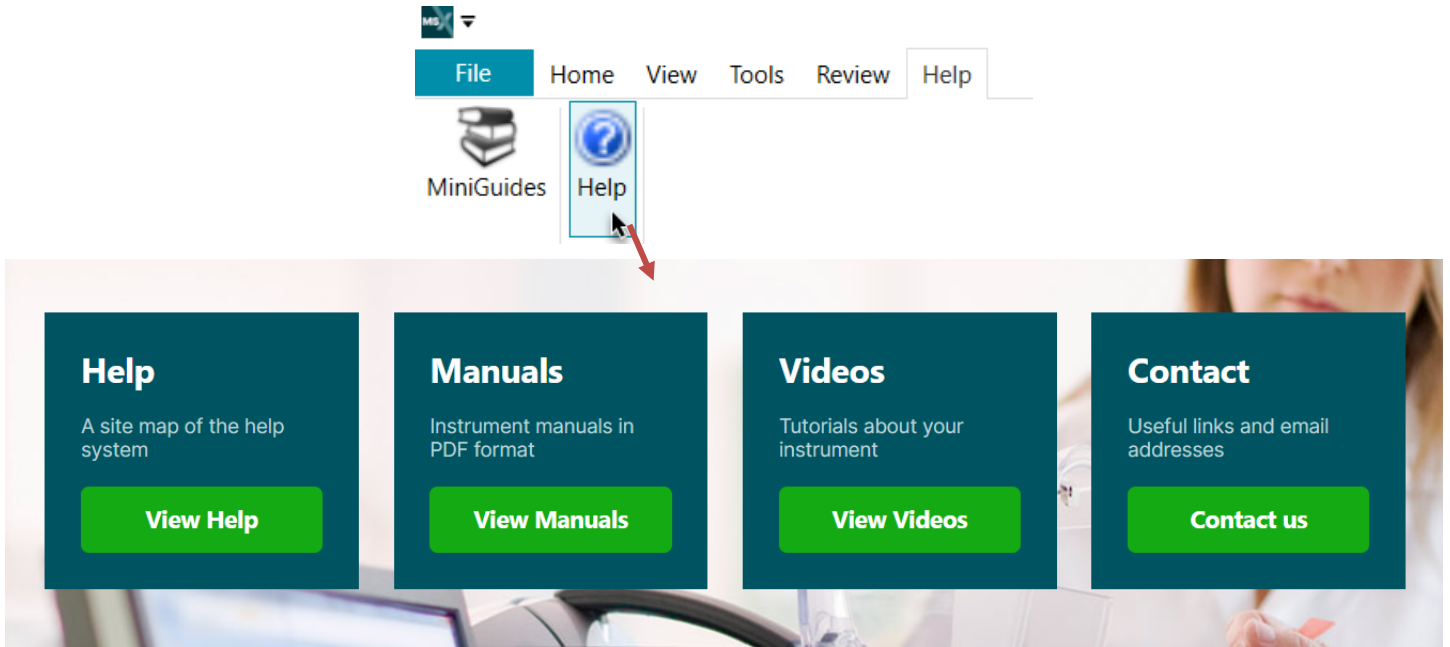 MSX
File Home View Tools Review Help
MiniGuides Help
Help
A site map of the help
system
View Help
Manuals
Instrument manuals in
PDF format
View Manuals
Videos
Tutorials about your
instrument
View Videos
Contact
Useful links and email
addresses
Contact us